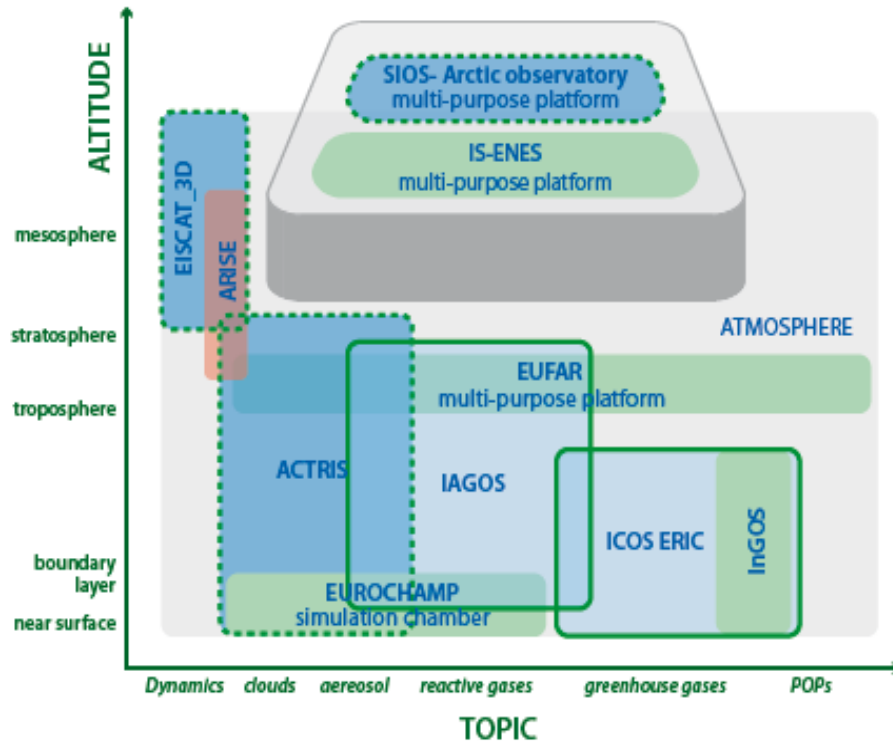 ALTITUDE
SIOS- Arctic observatory
multi-purpose platform
IS-ENES
multi-purpose platform
EISCAT_3D
ARISE
mesosphere
stratosphere
troposphere
boundary
layer
near surface
ATMOSPHERE
EUFAR
multi-purpose platform
ACTRIS
IAGOS
ICOS ERIC
InGOS
EUROCHAMP
simulation chamber
Dynamics clouds aereosol reactive gases greenhouse gases POPs
TOPIC